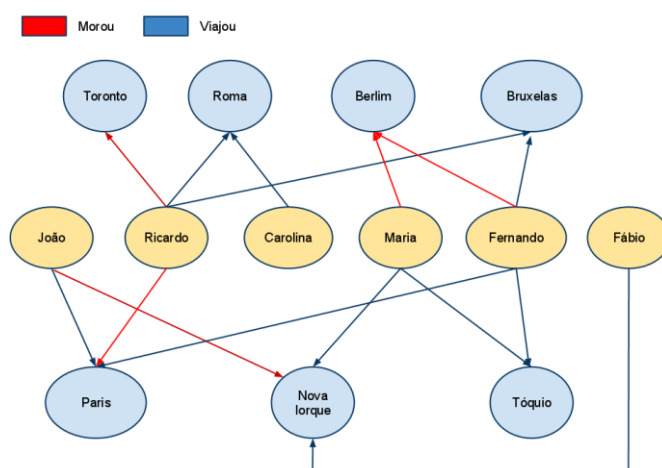 Morou
Viajou
Toronto
Roma
Berlim
Bruxelas
João
Ricardo
Carolina
Maria
Fernando
Fábio
Paris
Nova
Iorque
Tóquio